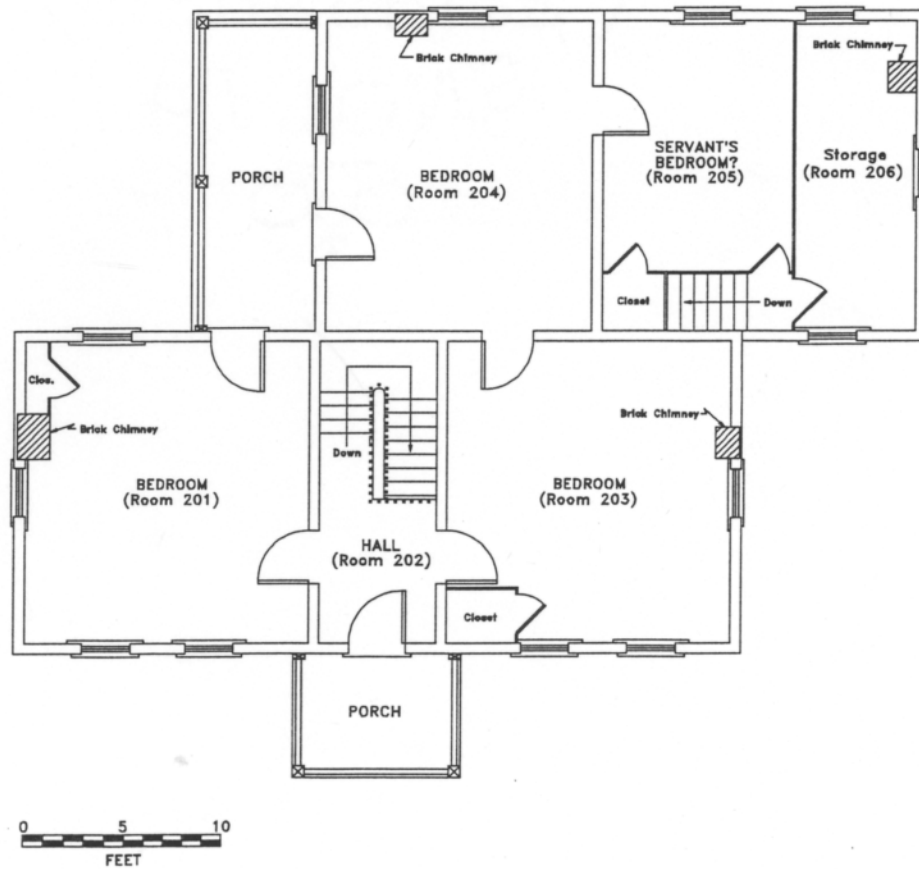 Brick Chimney
Brick Chimney
PORCH
BEDROOM
(Room 204)
SERVANT'S
BEDROOM?
(Room 205)
Storage
(Room 206)
Closet
Down
Clos.
Brick Chimney
Down
Brick Chimney
BEDROOM
(Room 201)
BEDROOM
(Room 203)
HALL
(Room 202)
Closet
PORCH
0 5 10
FEET